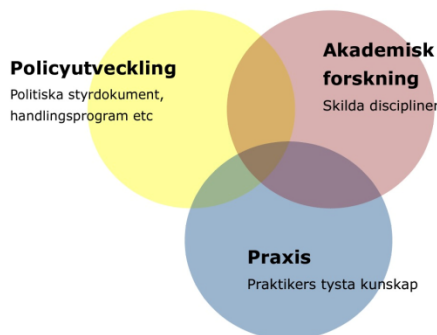 Policyutveckling
Politiska styrdokument,
handlingsprogram etc
Akademisk
forskning
Skilda discipliner
Praxis
Praktikers tysta kunskap